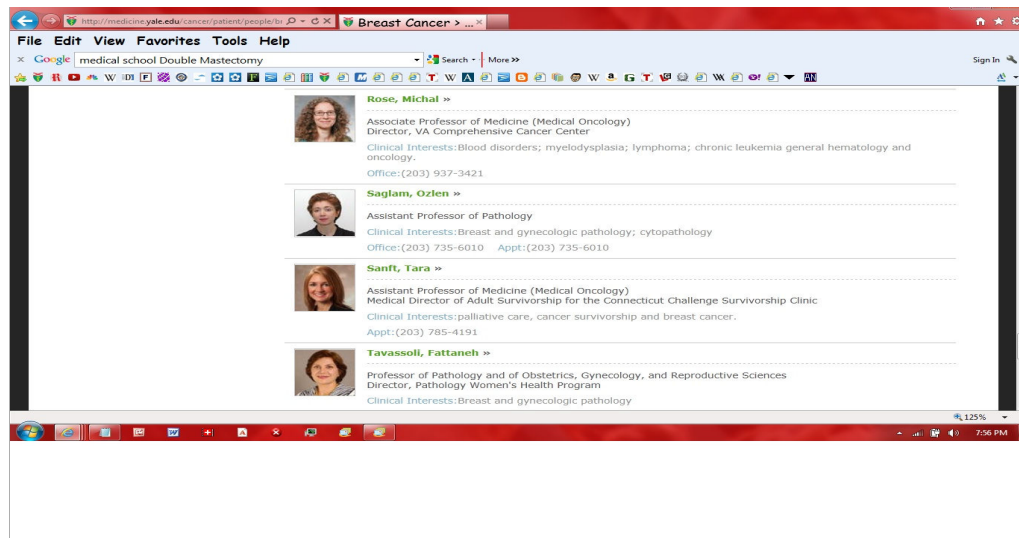 http://medicine.yale.edu/cancer/patient/people/br
Breast Cancer > ...
File Edit View Favorites Tools Help
Google medical school Double Mastectomy Search More >> Sign In
Rose, Michal »
Associate Professor of Medicine (Medical Oncology)
Director, VA Comprehensive Cancer Center
Clinical Interests:Blood disorders; myelodysplasia; lymphoma; chronic leukemia general hematology and
oncology.
Office:(203) 937-3421
Saglam, Ozlen »
Assistant Professor of Pathology
Clinical Interests:Breast and gynecologic pathology; cytopathology
Office:(203) 735-6010 Appt:(203) 735-6010
Sanft, Tara »
Assistant Professor of Medicine (Medical Oncology)
Medical Director of Adult Survivorship for the Connecticut Challenge Survivorship Clinic
Clinical Interests:palliative care, cancer survivorship and breast cancer.
Appt:(203) 785-4191
Tavassoli, Fattaneh »
Professor of Pathology and of Obstetrics, Gynecology, and Reproductive Sciences
Director, Pathology Women's Health Program
Clinical Interests:Breast and gynecologic pathology
125%
7:56 PM